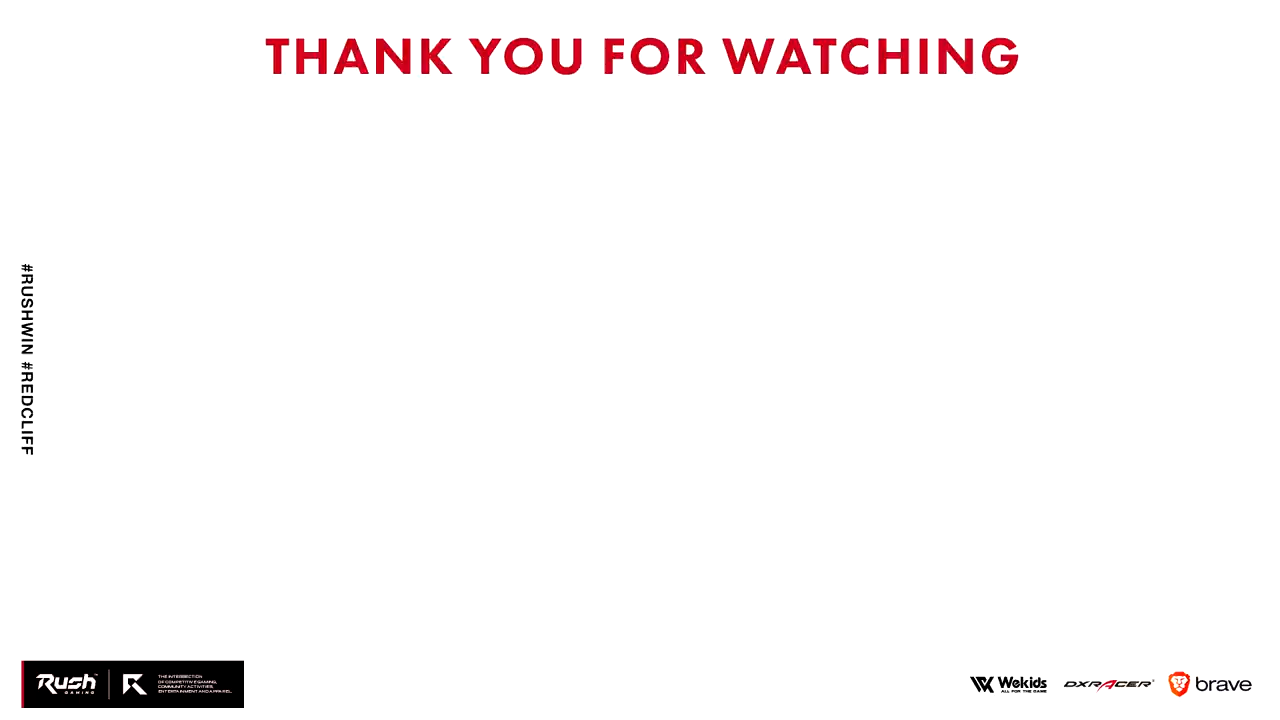 THANK YOU FOR WATCHING
#RUSHWIN #REDCLIFF
Rush
GAMING
THE INTERSECTION
OF COMPETITIVE GAMING,
COMMUNITY ACTIVITIES,
ENTERTAINMENT AND APPAREL.
Wekids
ALL FOR THE GAME
DXRACER
brave